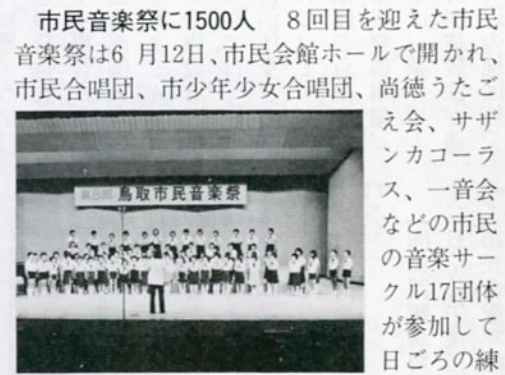 市民音楽祭に1500人　8回目を迎えた市民
音楽祭は6 月12日、市民会館ホールで開かれ、
市民合唱団、市少年少女合唱団、尚徳うたご
え会、サザ
ンカコーラ
ス、一音会
などの市民
の音楽サー
クル17団体
が参加して
日ごろの練
第8回 鳥取市民音楽祭